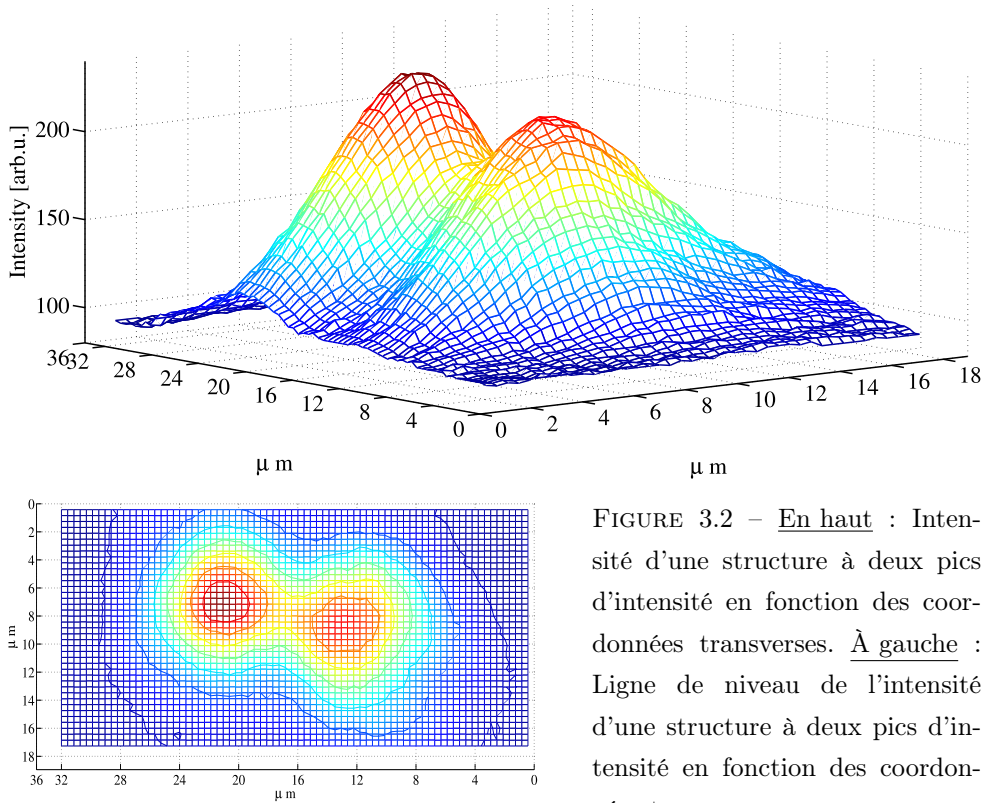 200
150
100
Intensity [arb.u.]
36 32 28 24 20 16 12 8 4 0
0 2 4 6 8 10 12 14 16 18
μ m
μ m
0
2
4
6
8
10
12
14
16
18
μ m
36 32 28 24 20 16 12 8 4 0
μ m
FIGURE 3.2 – En haut : Inten-
sité d'une structure à deux pics
d'intensité en fonction des coor-
données transverses. À gauche :
Ligne de niveau de l'intensité
d'une structure à deux pics d'in-
tensité en fonction des coordon-